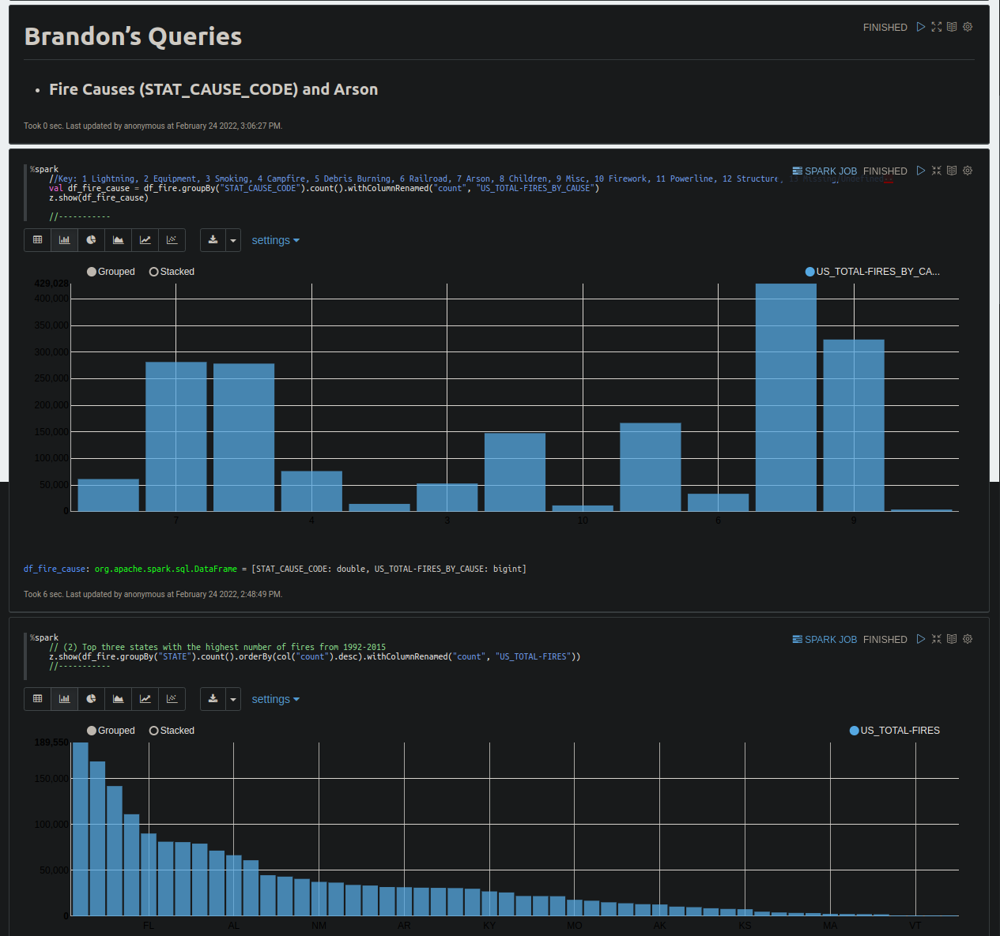 Brandon's Queries
FINISHED
• Fire Causes (STAT_CAUSE_CODE) and Arson
Took 0 sec. Last updated by anonymous at February 24 2022, 3:06:27 PM.
%spark
SPARK JOB FINISHED
//Key: 1 Lightning, 2 Equipment, 3 Smoking, 4 Campfire, 5 Debris Burning, 6 Railroad, 7 Arson, 8 Children, 9 Misc, 10 Firework, 11 Powerline, 12 Structure, 13 Missing/Undefined--
val df_fire_cause = df_fire.groupBy("STAT_CAUSE_CODE").count().withColumnRenamed("count", "US_TOTAL-FIRES_BY_CAUSE")
z.show(df_fire_cause)
//-----------
settings
Grouped Stacked
US_TOTAL-FIRES_BY_CA...
429,028
400,000
350,000
300,000
250,000
200,000
150,000
100,000
50,000
0
7 4 3 10 6 9
df_fire_cause: org.apache.spark.sql.DataFrame = [STAT_CAUSE_CODE: double, US_TOTAL-FIRES_BY_CAUSE: bigint]
Took 6 sec. Last updated by anonymous at February 24 2022, 2:48:49 PM.
%spark
SPARK JOB FINISHED
// (2) Top three states with the highest number of fires from 1992-2015
z.show(df_fire.groupBy("STATE").count().orderBy(col("count").desc).withColumnRenamed("count", "US_TOTAL-FIRES"))
//-----------
settings
Grouped Stacked
US_TOTAL-FIRES
189,550
150,000
100,000
50,000
0
FL AL NM AR KY MO AK KS MA VT